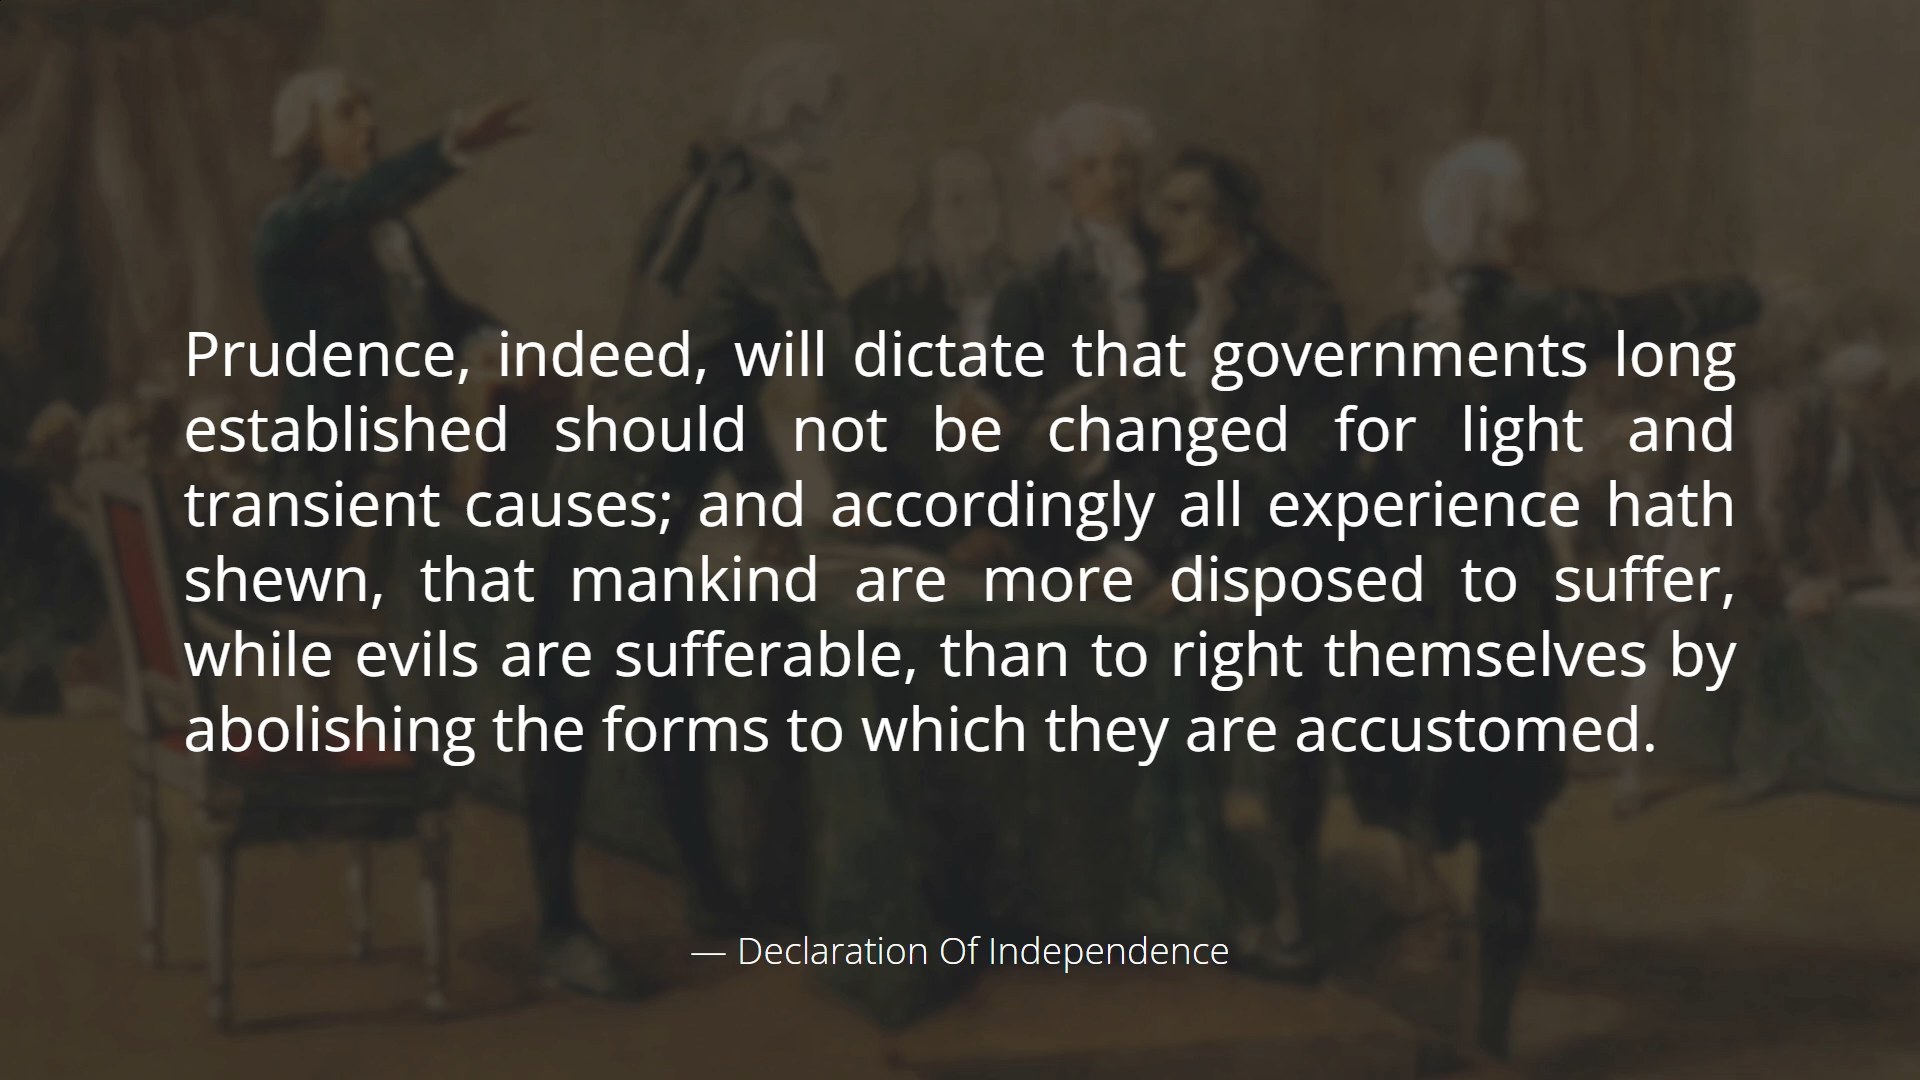 Prudence, indeed, will dictate that governments long
established should not be changed for light and
transient causes; and accordingly all experience hath
shewn, that mankind are more disposed to suffer,
while evils are sufferable, than to right themselves by
abolishing the forms to which they are accustomed.
— Declaration Of Independence